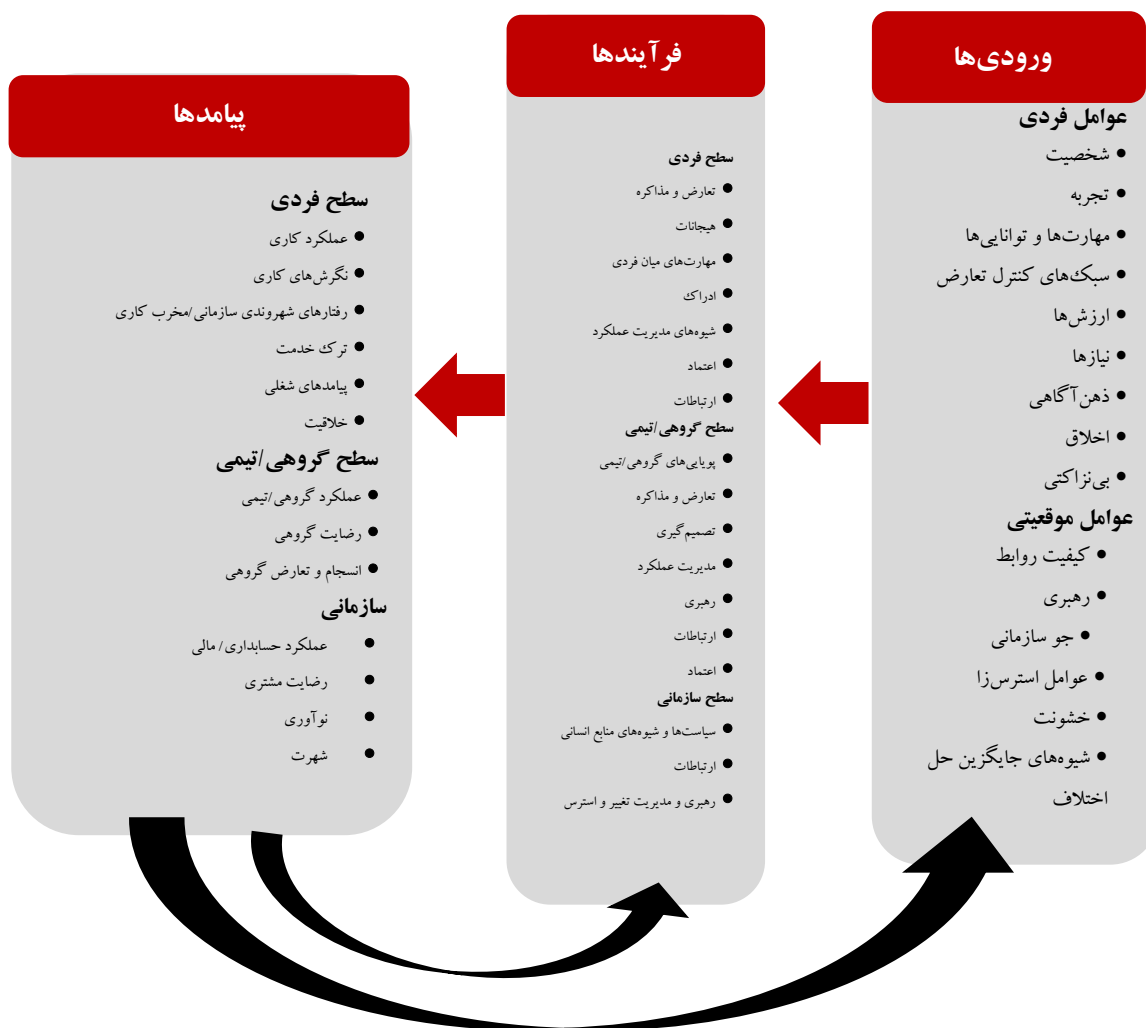 ورودی‌ها
عوامل فردی
● شخصیت
● تجربه
● مهارت‌ها و توانایی‌ها
● سبک‌های کنترل تعارض
● ارزش‌ها
● نیازها
● ذهن‌آگاهی
● اخلاق
● بی‌نزاکتی
عوامل موقعیتی
● کیفیت روابط
● رهبری
● جو سازمانی
● عوامل استرس‌زا
● خشونت
● شیوه‌های جایگزین حل
اختلاف
فرآیندها
سطح فردی
● تعارض و مذاکره
● هیجانات
● مهارت‌های میان فردی
● ادراک
● شیوه‌های مدیریت عملکرد
● اعتماد
● ارتباطات
سطح گروهی/تیمی
● پویایی‌های گروهی/تیمی
● تعارض و مذاکره
● تصمیم‌گیری
● مدیریت عملکرد
● رهبری
● ارتباطات
● اعتماد
سطح سازمانی
● سیاست‌ها و شیوه‌های منابع انسانی
● ارتباطات
● رهبری و مدیریت تغییر و استرس
پیامدها
سطح فردی
● عملکرد کاری
● نگرش‌های کاری
● رفتارهای شهروندی سازمانی/مخرب کاری
● ترک خدمت
● پیامدهای شغلی
● خلاقیت
سطح گروهی/تیمی
● عملکرد گروهی/تیمی
● رضایت گروهی
● انسجام و تعارض گروهی
سازمانی
● عملکرد حسابداری/ مالی
● رضایت مشتری
● نوآوری
● شهرت